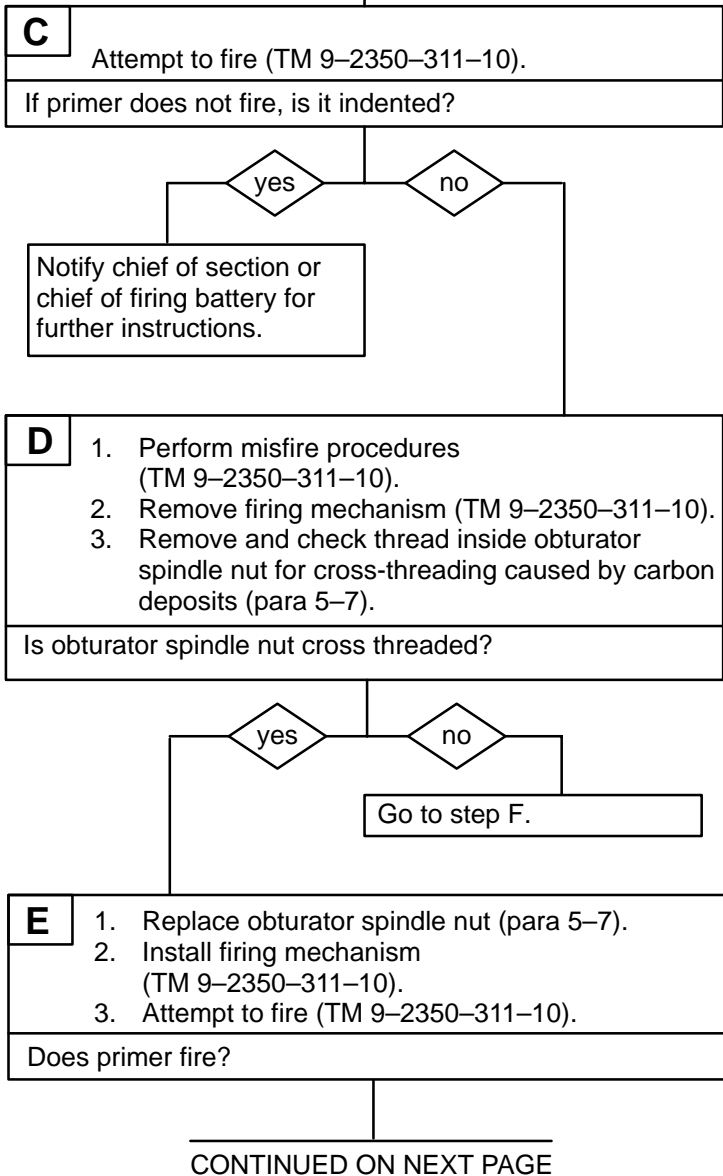 C
Attempt to fire (TM 9–2350–311–10).
If primer does not fire, is it indented?
yes
no
Notify chief of section or
chief of firing battery for
further instructions.
D
1. Perform misfire procedures
(TM 9–2350–311–10).
2. Remove firing mechanism (TM 9–2350–311–10).
3. Remove and check thread inside obturator
spindle nut for cross-threading caused by carbon
deposits (para 5–7).
Is obturator spindle nut cross threaded?
yes
no
Go to step F.
E
1. Replace obturator spindle nut (para 5–7).
2. Install firing mechanism
(TM 9–2350–311–10).
3. Attempt to fire (TM 9–2350–311–10).
Does primer fire?
CONTINUED ON NEXT PAGE